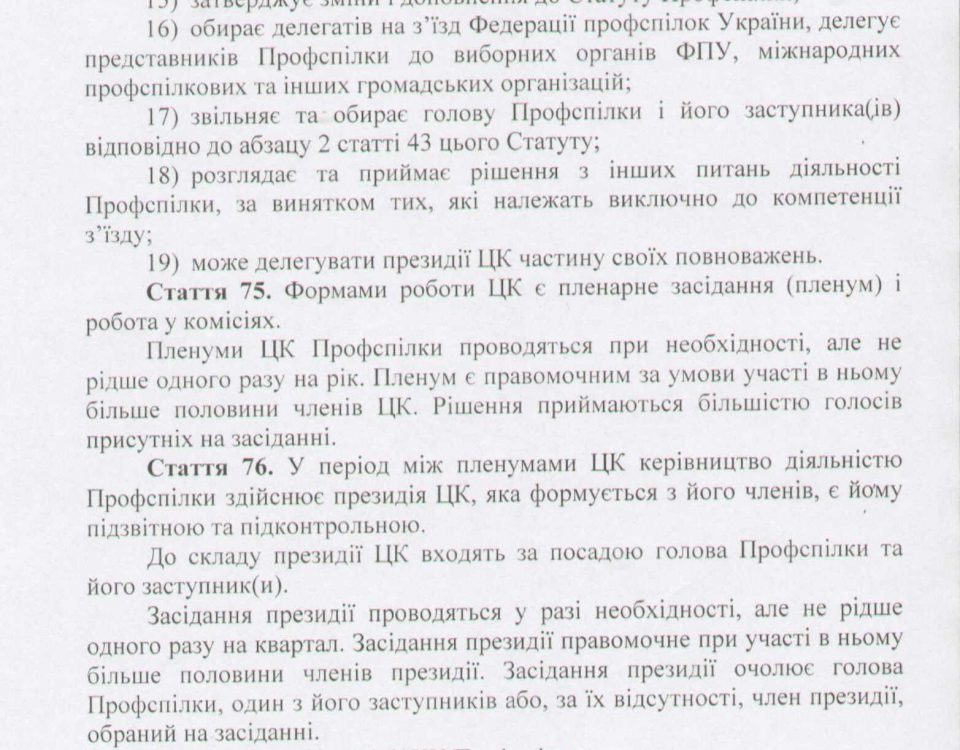 15) затверджує зміни і доповнення до Статуту Профспілки;
16) обирає делегатів на з’їзд Федерації профспілок України, делегує
представників Профспілки до виборних органів ФПУ, міжнародних
профспілкових та інших громадських організацій;
17) звільняє та обирає голову Профспілки і його заступника(ів)
відповідно до абзацу 2 статті 43 цього Статуту;
18) розглядає та приймає рішення з інших питань діяльності
Профспілки, за винятком тих, які належать виключно до компетенції
з’їзду;
19) може делегувати президії ЦК частину своїх повноважень.
Стаття 75. Формами роботи ЦК є пленарне засідання (пленум) і
робота у комісіях.
Пленуми ЦК Профспілки проводяться при необхідності, але не
рідше одного разу на рік. Пленум є правомочним за умови участі в ньому
більше половини членів ЦК. Рішення приймаються більшістю голосів
присутніх на засіданні.
Стаття 76. У період між пленумами ЦК керівництво діяльністю
Профспілки здійснює президія ЦК, яка формується з його членів, є йому
підзвітною та підконтрольною.
До складу президії ЦК входять за посадою голова Профспілки та
його заступник(и).
Засідання президії проводяться у разі необхідності, але не рідше
одного разу на квартал. Засідання президії правомочне при участі в ньому
більше половини членів президії. Засідання президії очолює голова
Профспілки, один з його заступників або, за їх відсутності, член президії,
обраний на засіданні.